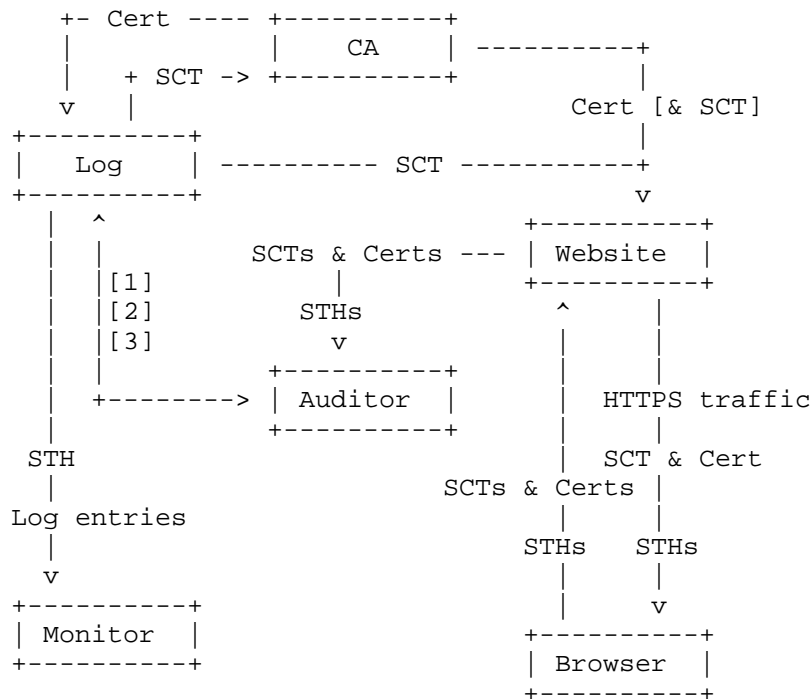 +- Cert ---- +----------+
| | CA | ----------+
| + SCT -> +----------+ |
v | Cert [& SCT]
+----------+ |
| Log | ---------- SCT -----------+
+----------+ v
| ^ +----------+
| | SCTs & Certs --- | Website |
| |[1] | +----------+
| |[2] STHs ^ |
| |[3] v | |
| | +----------+ | |
| +--------> | Auditor | | HTTPS traffic
| +----------+ | |
STH | SCT & Cert
| SCTs & Certs |
Log entries | |
| STHs STHs
v | |
+----------+ | v
| Monitor | +----------+
+----------+ | Browser |
+----------+